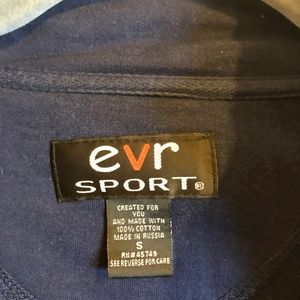 evr
SPORT®
CREATED FOR
YOU
AND MADE WITH
100% COTTON
MADE IN RUSSIA
S
RN#45749
SEE REVERSE FOR CARE